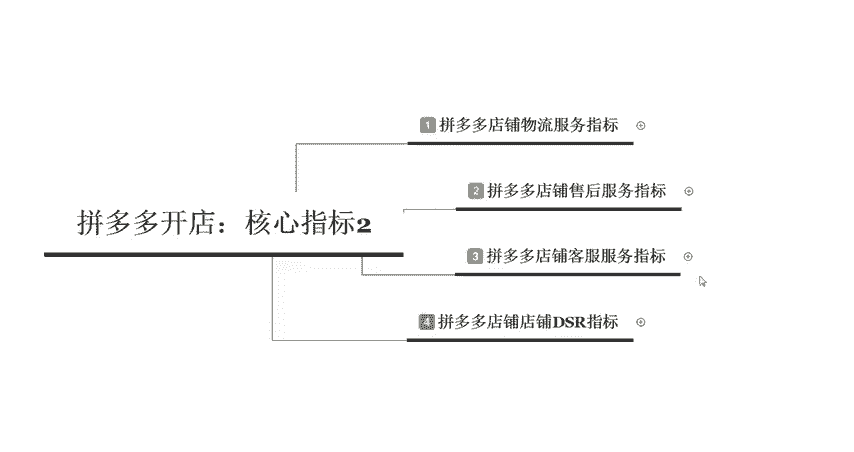 1 拼多多店铺物流服务指标
2 拼多多店铺售后服务指标
拼多多开店：核心指标2
3 拼多多店铺客服服务指标
4 拼多多店铺店铺DSR指标